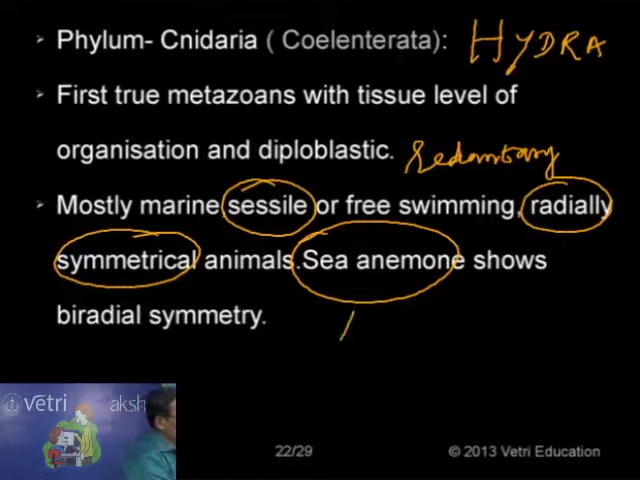 ➢ Phylum- Cnidaria ( Coelenterata): HYDRA
➢ First true metazoans with tissue level of
organisation and diploblastic. Sedentary
➢ Mostly marine sessile or free swimming, radially
symmetrical animals.Sea anemone shows
biradial symmetry.
vetri aksh
22/29 © 2013 Vetri Education